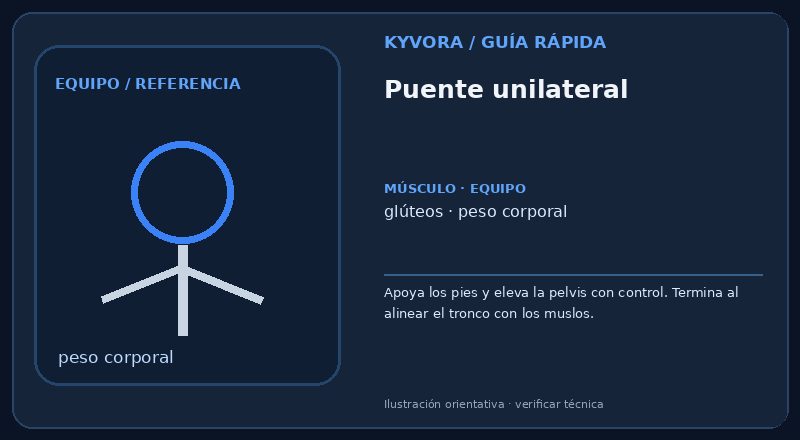 EQUIPO / REFERENCIA
peso corporal
KYVORA / GUÍA RÁPIDA
Puente unilateral
MÚSCULO · EQUIPO
glúteos · peso corporal
Apoya los pies y eleva la pelvis con control. Termina al
alinear el tronco con los muslos.
Ilustración orientativa · verificar técnica